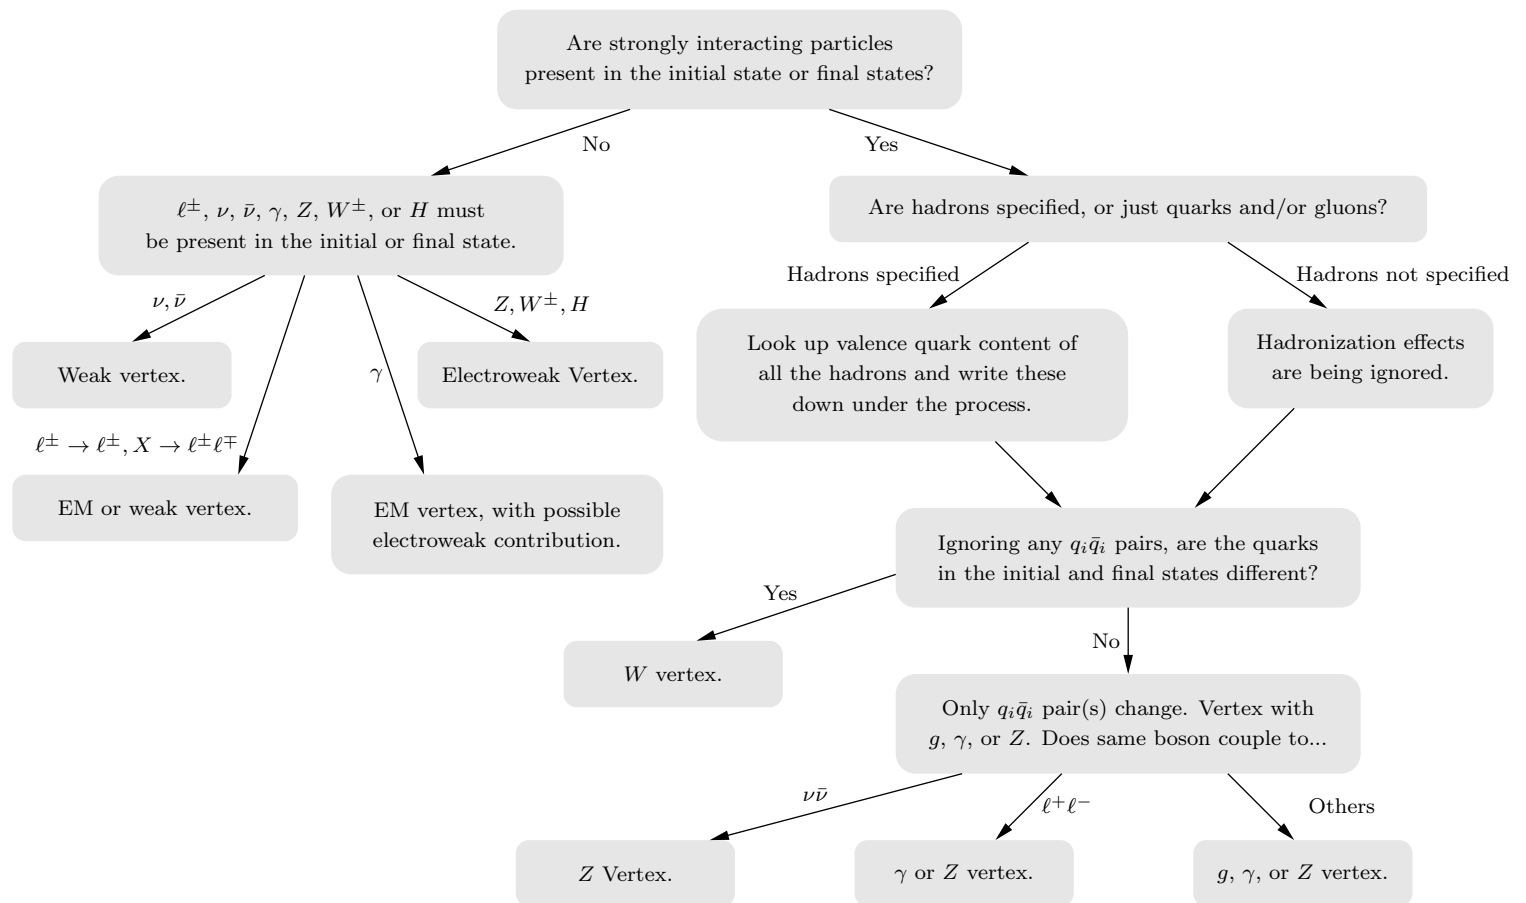 Are strongly interacting particles
present in the initial state or final states?
No
Yes
ℓ±, ν, ν̄, γ, Z, W±, or H must
be present in the initial or final state.
Are hadrons specified, or just quarks and/or gluons?
ν, ν̄
Z, W±, H
Hadrons specified
Hadrons not specified
Weak vertex.
γ
Electroweak Vertex.
Look up valence quark content of
all the hadrons and write these
down under the process.
Hadronization effects
are being ignored.
ℓ± → ℓ±, X → ℓ±ℓ∓
EM or weak vertex.
EM vertex, with possible
electroweak contribution.
Ignoring any qᵢq̄ᵢ pairs, are the quarks
in the initial and final states different?
Yes
No
W vertex.
Only qᵢq̄ᵢ pair(s) change. Vertex with
g, γ, or Z. Does same boson couple to...
νν̄
ℓ⁺ℓ⁻
Others
Z Vertex.
γ or Z vertex.
g, γ, or Z vertex.